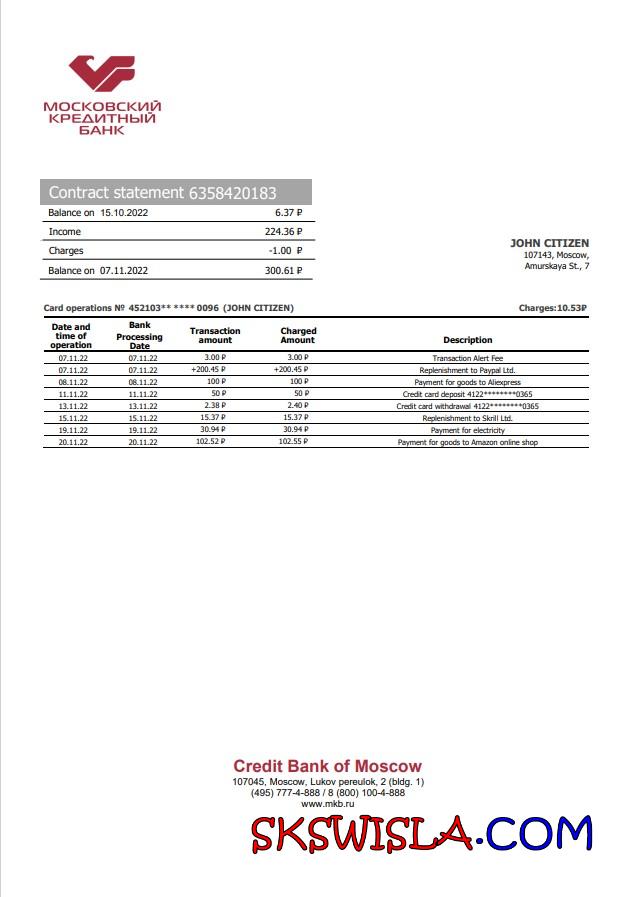 МОСКОВСКИЙ
КРЕДИТНЫЙ
БАНК
Contract statement 6358420183
Balance on 15.10.2022 6.37 ₽
Income 224.36 ₽
Charges -1.00 ₽
Balance on 07.11.2022 300.61 ₽
JOHN CITIZEN
107143, Moscow,
Amurskaya St., 7
Card operations № 452103** **** 0096 (JOHN CITIZEN) Charges:10.53₽
Date and time of operation Bank Processing Date Transaction amount Charged Amount Description
07.11.22 07.11.22 3.00 ₽ 3.00 ₽ Transaction Alert Fee
07.11.22 07.11.22 +200.45 ₽ +200.45 ₽ Replenishment to Paypal Ltd.
08.11.22 08.11.22 100 ₽ 100 ₽ Payment for goods to Aliexpress
11.11.22 11.11.22 50 ₽ 50 ₽ Credit card deposit 4122********0365
13.11.22 13.11.22 2.38 ₽ 2.40 ₽ Credit card withdrawal 4122********0365
15.11.22 15.11.22 15.37 ₽ 15.37 ₽ Replenishment to Skrill Ltd.
19.11.22 19.11.22 30.94 ₽ 30.94 ₽ Payment for electricity
20.11.22 20.11.22 102.52 ₽ 102.55 ₽ Payment for goods to Amazon online shop
Credit Bank of Moscow
107045, Moscow, Lukov pereulok, 2 (bldg. 1)
(495) 777-4-888 / 8 (800) 100-4-888
www.mkb.ru
SKSWISLA.COM